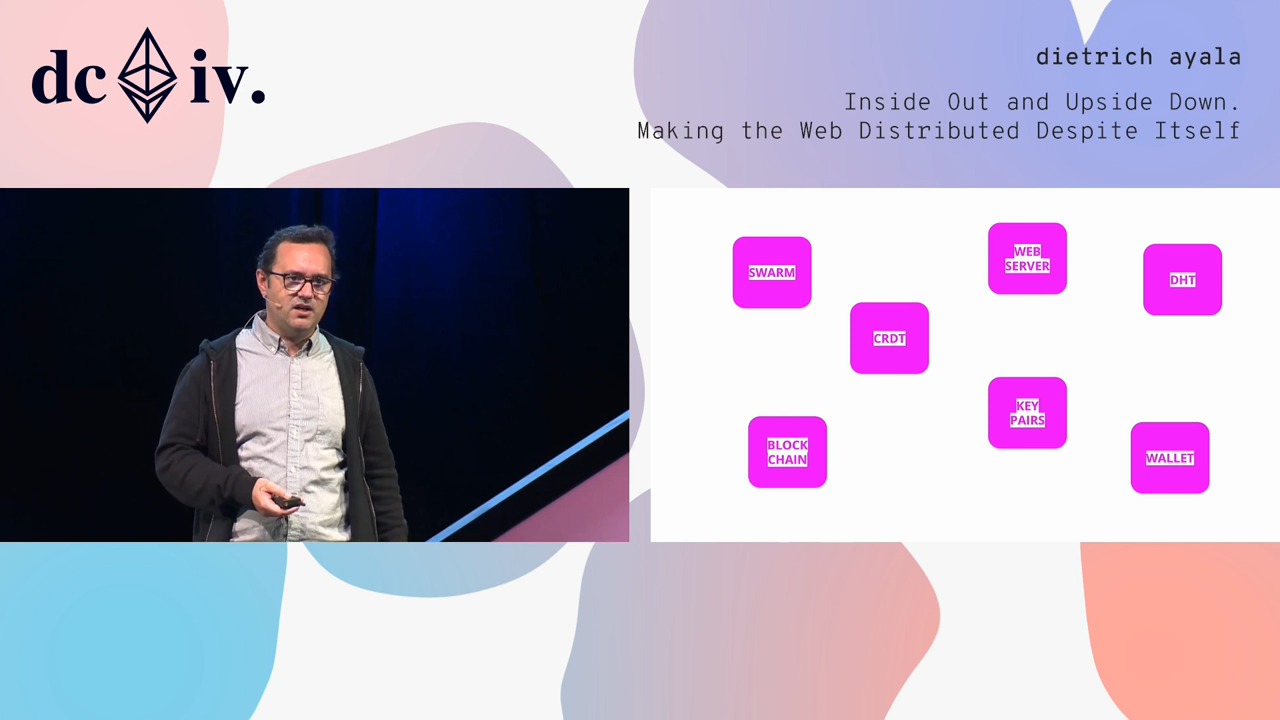 dc iv.
dietrich ayala
Inside Out and Upside Down.
Making the Web Distributed Despite Itself
SWARM
WEB
SERVER
DHT
CRDT
KEY
PAIRS
BLOCK
CHAIN
WALLET